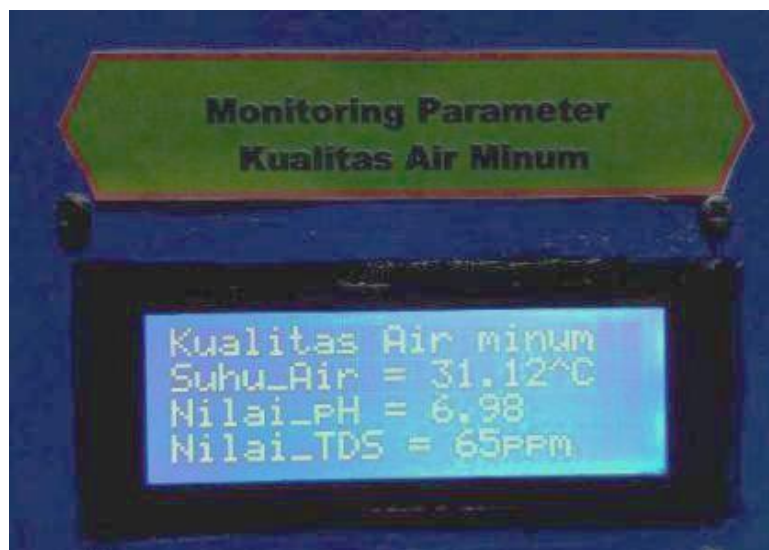 Monitoring Parameter
Kualitas Air Minum
Kualitas Air minum
Suhu_Air = 31.12^C
Nilai_pH = 6.98
Nilai_TDS = 65ppm